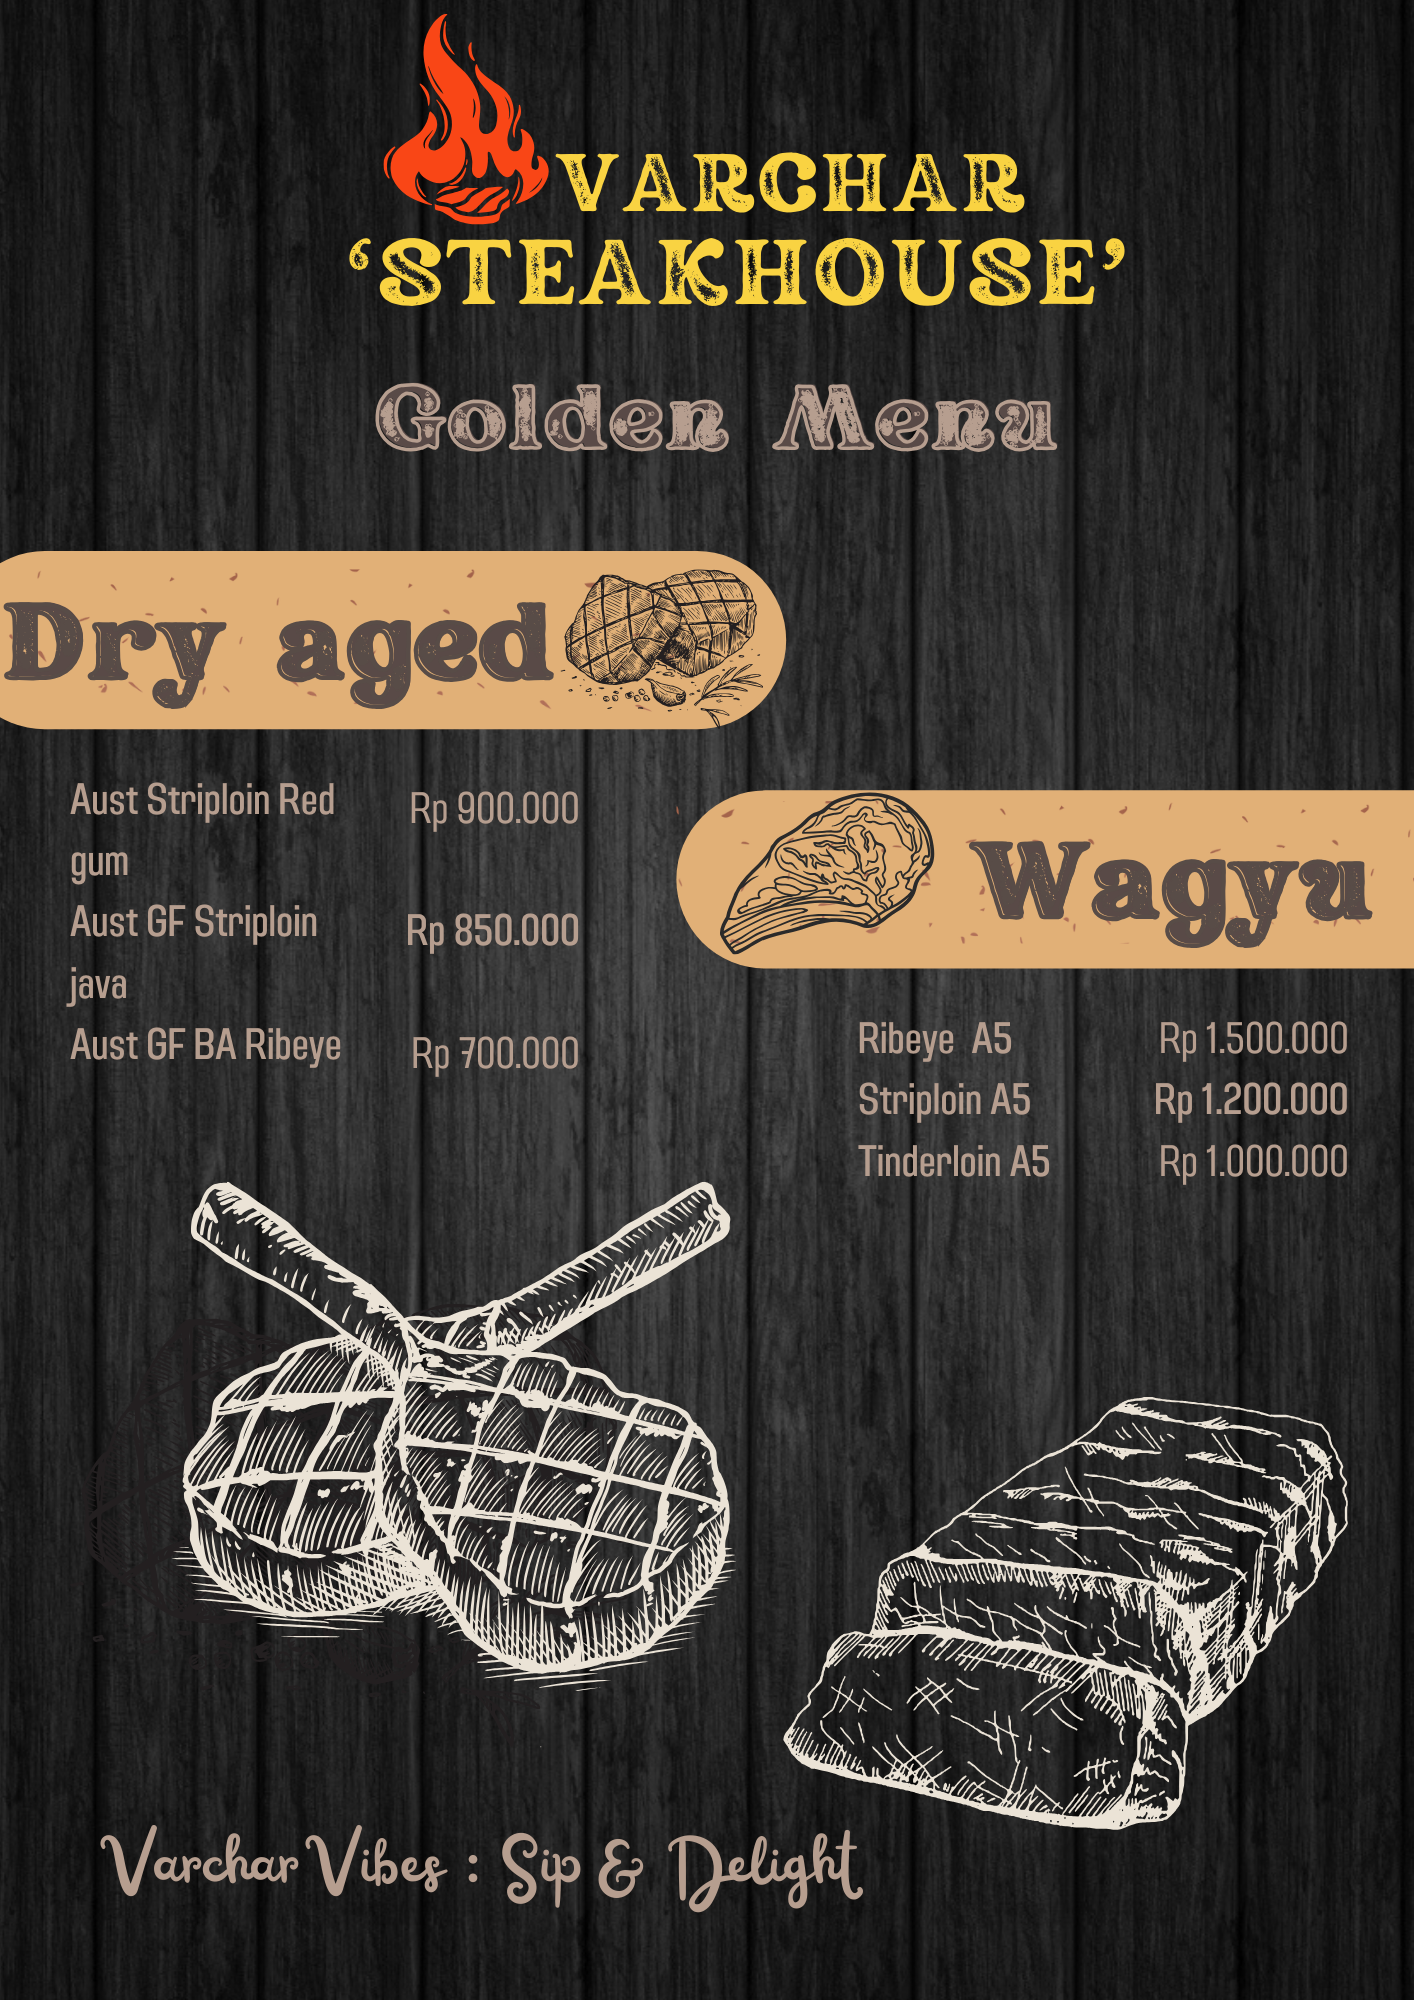 VARCHAR
‘STEAKHOUSE’
Golden Menu
Dry aged
Aust Striploin Red Rp 900.000
gum
Aust GF Striploin Rp 850.000
java
Aust GF BA Ribeye Rp 700.000
Wagyu
Ribeye A5 Rp 1.500.000
Striploin A5 Rp 1.200.000
Tinderloin A5 Rp 1.000.000
Varchar Vibes : Sip & Delight